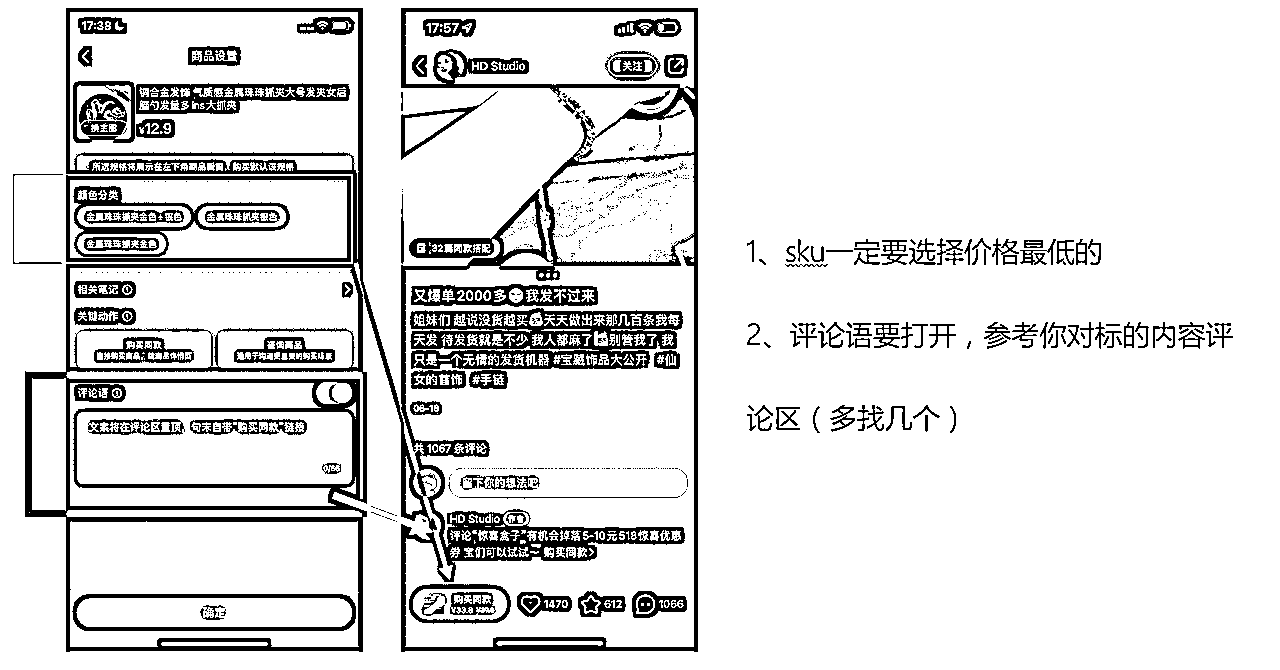 17:38
商品设置
铜合金发饰 气质感金属珠珠抓夹大号发夹女后
脑勺发量多ins大抓夹
¥12.9
所选规格将展示在左下角商品橱窗，购买默认该规格
颜色分类
金属珠珠抓夹金色+银色
金属珠珠抓夹银色
金属珠珠抓夹金色
相关笔记
关键动作
购买同款
咨询商品
评论语
文案将在评论区置顶，句末自带“购买同款”链接
确定
17:57
HD Studio
关注
32篇同款搭配
又爆单2000多 我发不过来
姐妹们 越说没货越买 天天做出来那几百条我每
天发 待发货就是不少 我人都麻了 别管我了 我
只是一个无情的发货机器 #宝藏饰品大公开 #仙
女的首饰 #手链
共 1067 条评论
留下你的想法吧
HD Studio 作者
评论“惊喜盒子”有机会掉落5-10元518惊喜优惠
券 宝们可以试试~ 购买同款>
购买同款
1470
612
1066
1、sku一定要选择价格最低的
2、评论语要打开，参考你对标的内容评
论区（多找几个）